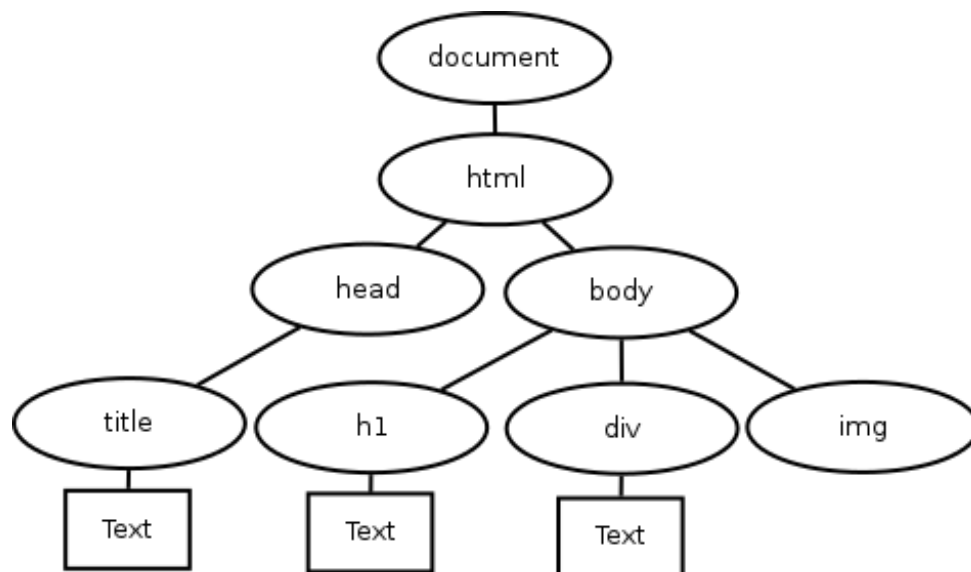 document
html
head
body
title
h1
div
img
Text
Text
Text